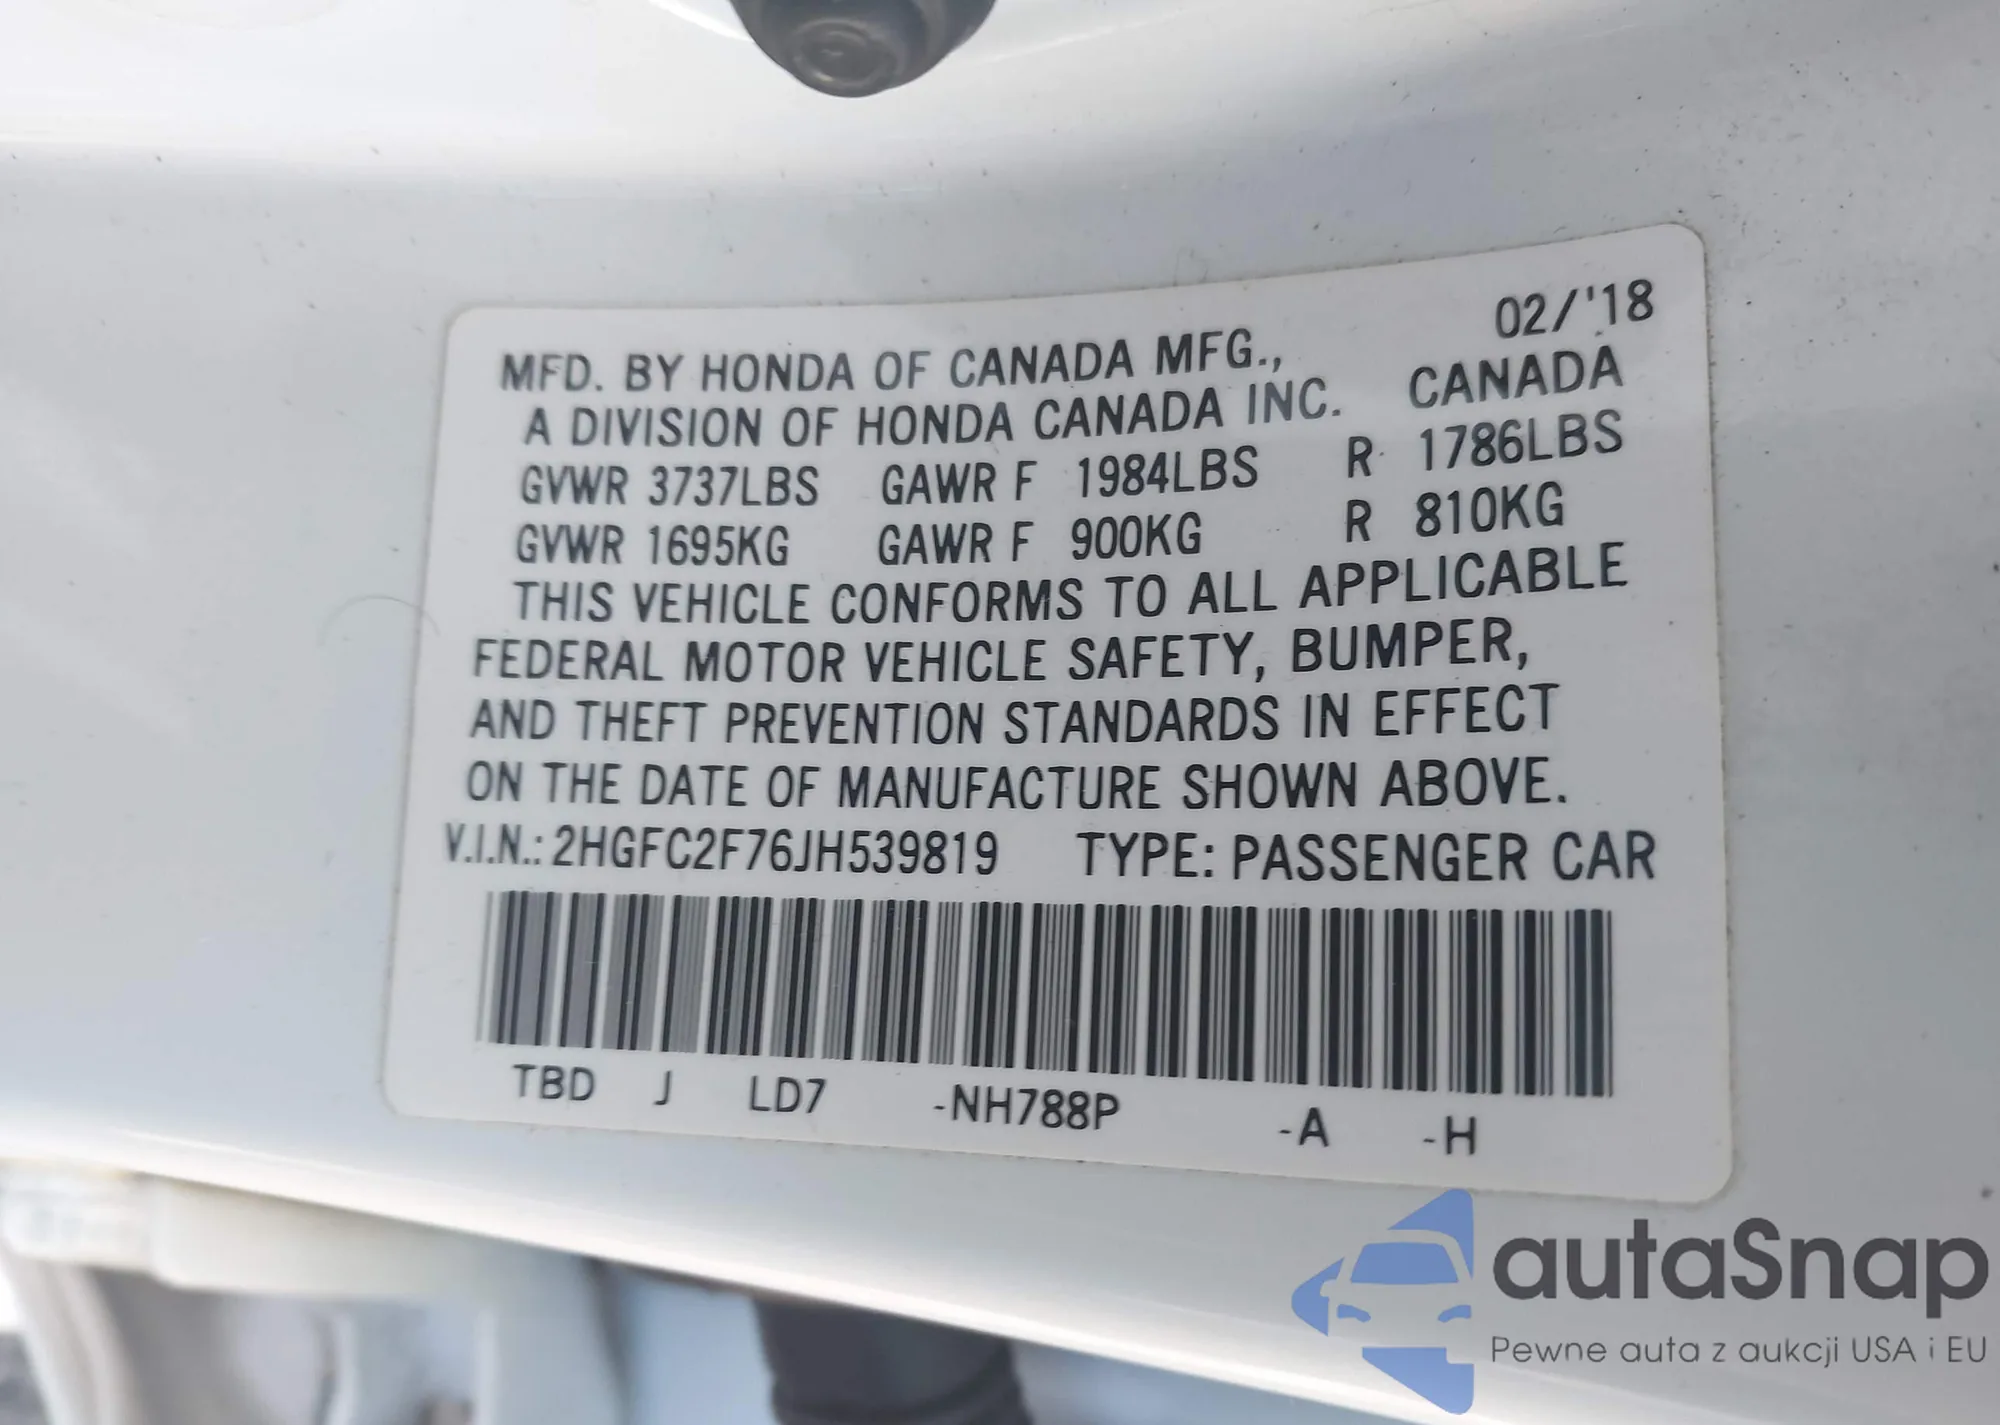 02/'18
MFD. BY HONDA OF CANADA MFG.,
A DIVISION OF HONDA CANADA INC. CANADA
GVWR 3737LBS GAWR F 1984LBS R 1786LBS
GVWR 1695KG GAWR F 900KG R 810KG
THIS VEHICLE CONFORMS TO ALL APPLICABLE
FEDERAL MOTOR VEHICLE SAFETY, BUMPER,
AND THEFT PREVENTION STANDARDS IN EFFECT
ON THE DATE OF MANUFACTURE SHOWN ABOVE.
V.I.N.: 2HGFC2F76JH539819 TYPE: PASSENGER CAR
TBD J LD7 -NH788P -A -H
autaSnap
Pewne auta z aukcji USA i EU